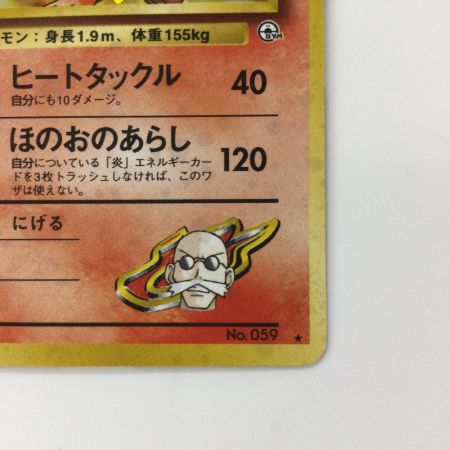 モン：身長1.9m、体重155kg
GYM
ヒートタックル 40
自分にも10ダメージ。
ほのおのあらし 120
自分についている「炎」エネルギーカー
ドを3枚トラッシュしなければ、このワ
ザは使えない。
にげる
No. 059 ★